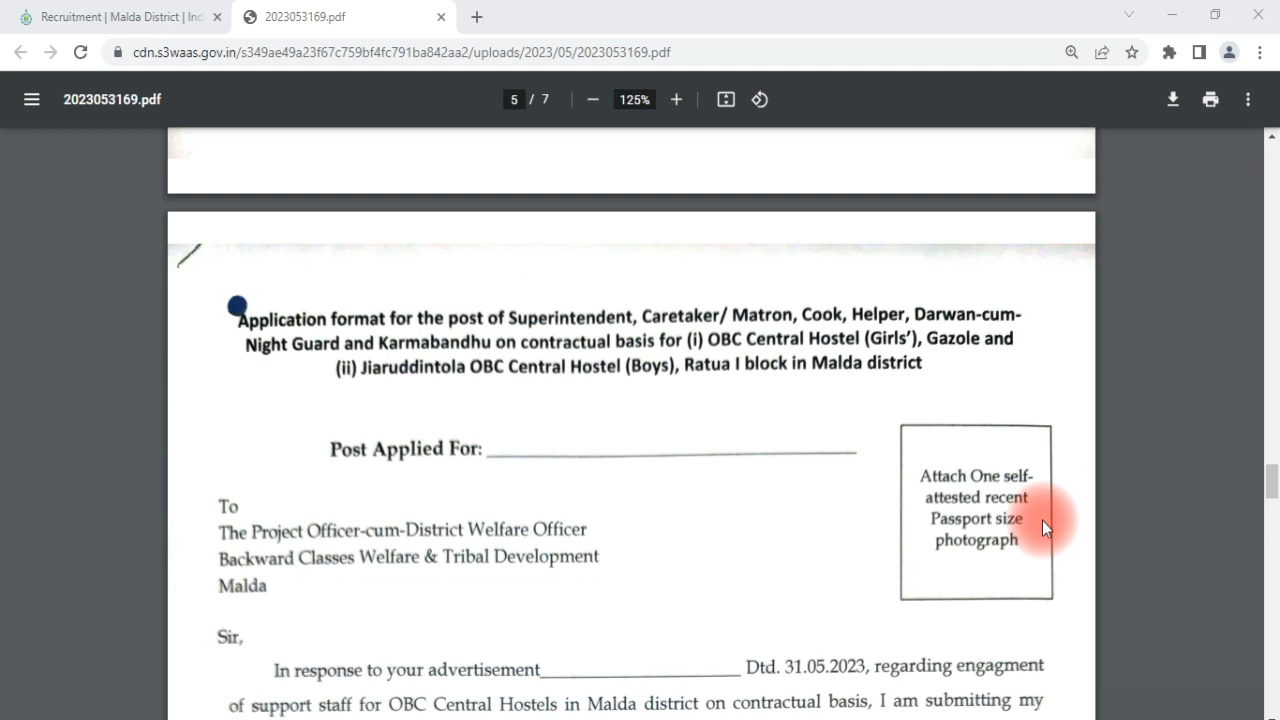 Recruitment | Malda District | Ind
2023053169.pdf
cdn.s3waas.gov.in/s349ae49a23f67c759bf4fc791ba842aa2/uploads/2023/05/2023053169.pdf
2023053169.pdf
5 / 7
125%
Application format for the post of Superintendent, Caretaker/ Matron, Cook, Helper, Darwan-cum-
Night Guard and Karmabandhu on contractual basis for (i) OBC Central Hostel (Girls'), Gazole and
(ii) Jiaruddintola OBC Central Hostel (Boys), Ratua I block in Malda district
Post Applied For:
Attach One self-
attested recent
Passport size
photograph
To
The Project Officer-cum-District Welfare Officer
Backward Classes Welfare & Tribal Development
Malda
Sir,
In response to your advertisement____________________ Dtd. 31.05.2023, regarding engagment
of support staff for OBC Central Hostels in Malda district on contractual basis, I am submitting my